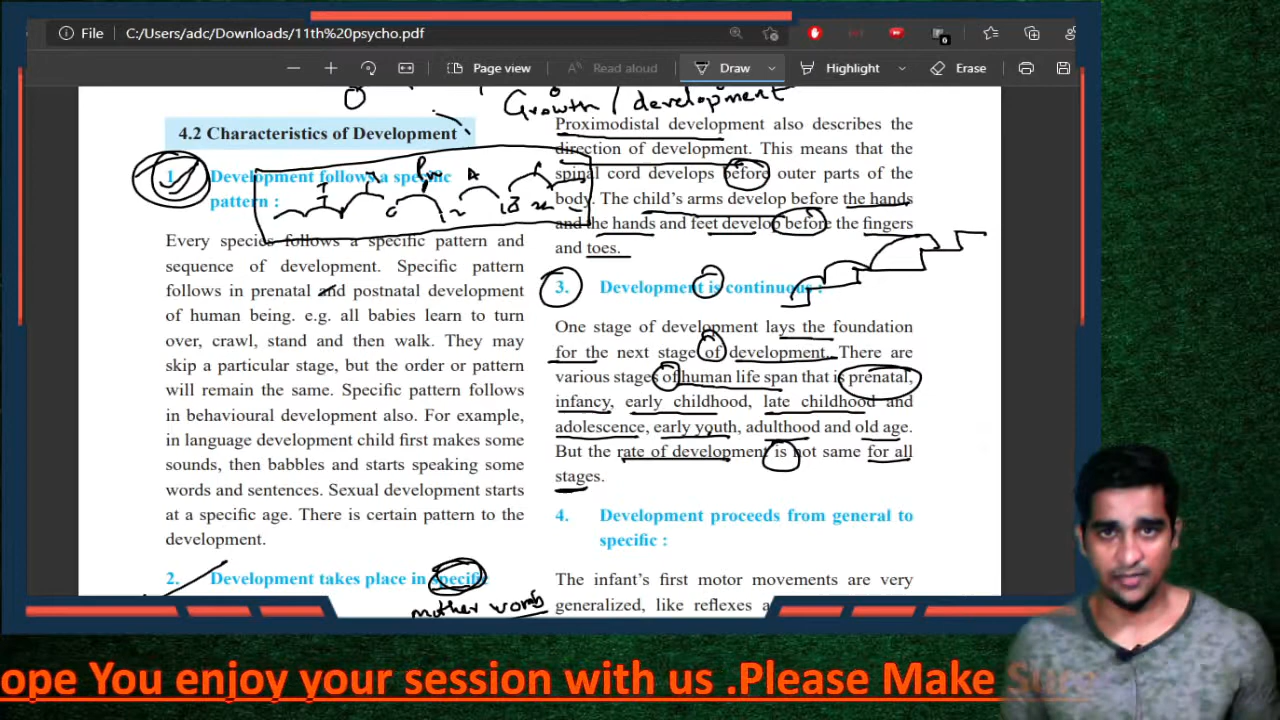 File C:/Users/adc/Downloads/11th%20psycho.pdf
Page view
Read aloud
Draw
Highlight
Erase
Growth / development
4.2 Characteristics of Development
1. Development follows a specific
pattern :
Every species follows a specific pattern and
sequence of development. Specific pattern
follows in prenatal and postnatal development
of human being. e.g. all babies learn to turn
over, crawl, stand and then walk. They may
skip a particular stage, but the order or pattern
will remain the same. Specific pattern follows
in behavioural development also. For example,
in language development child first makes some
sounds, then babbles and starts speaking some
words and sentences. Sexual development starts
at a specific age. There is certain pattern to the
development.
2. Development takes place in specific
mother womb
Proximodistal development also describes the
direction of development. This means that the
spinal cord develops before outer parts of the
body. The child's arms develop before the hands
and the hands and feet develop before the fingers
and toes.
3. Development is continuous :
One stage of development lays the foundation
for the next stage of development. There are
various stages of human life span that is prenatal,
infancy, early childhood, late childhood and
adolescence, early youth, adulthood and old age.
But the rate of development is not same for all
stages.
4. Development proceeds from general to
specific :
The infant's first motor movements are very
generalized, like reflexes
ope You enjoy your session with us .Please Make Sure